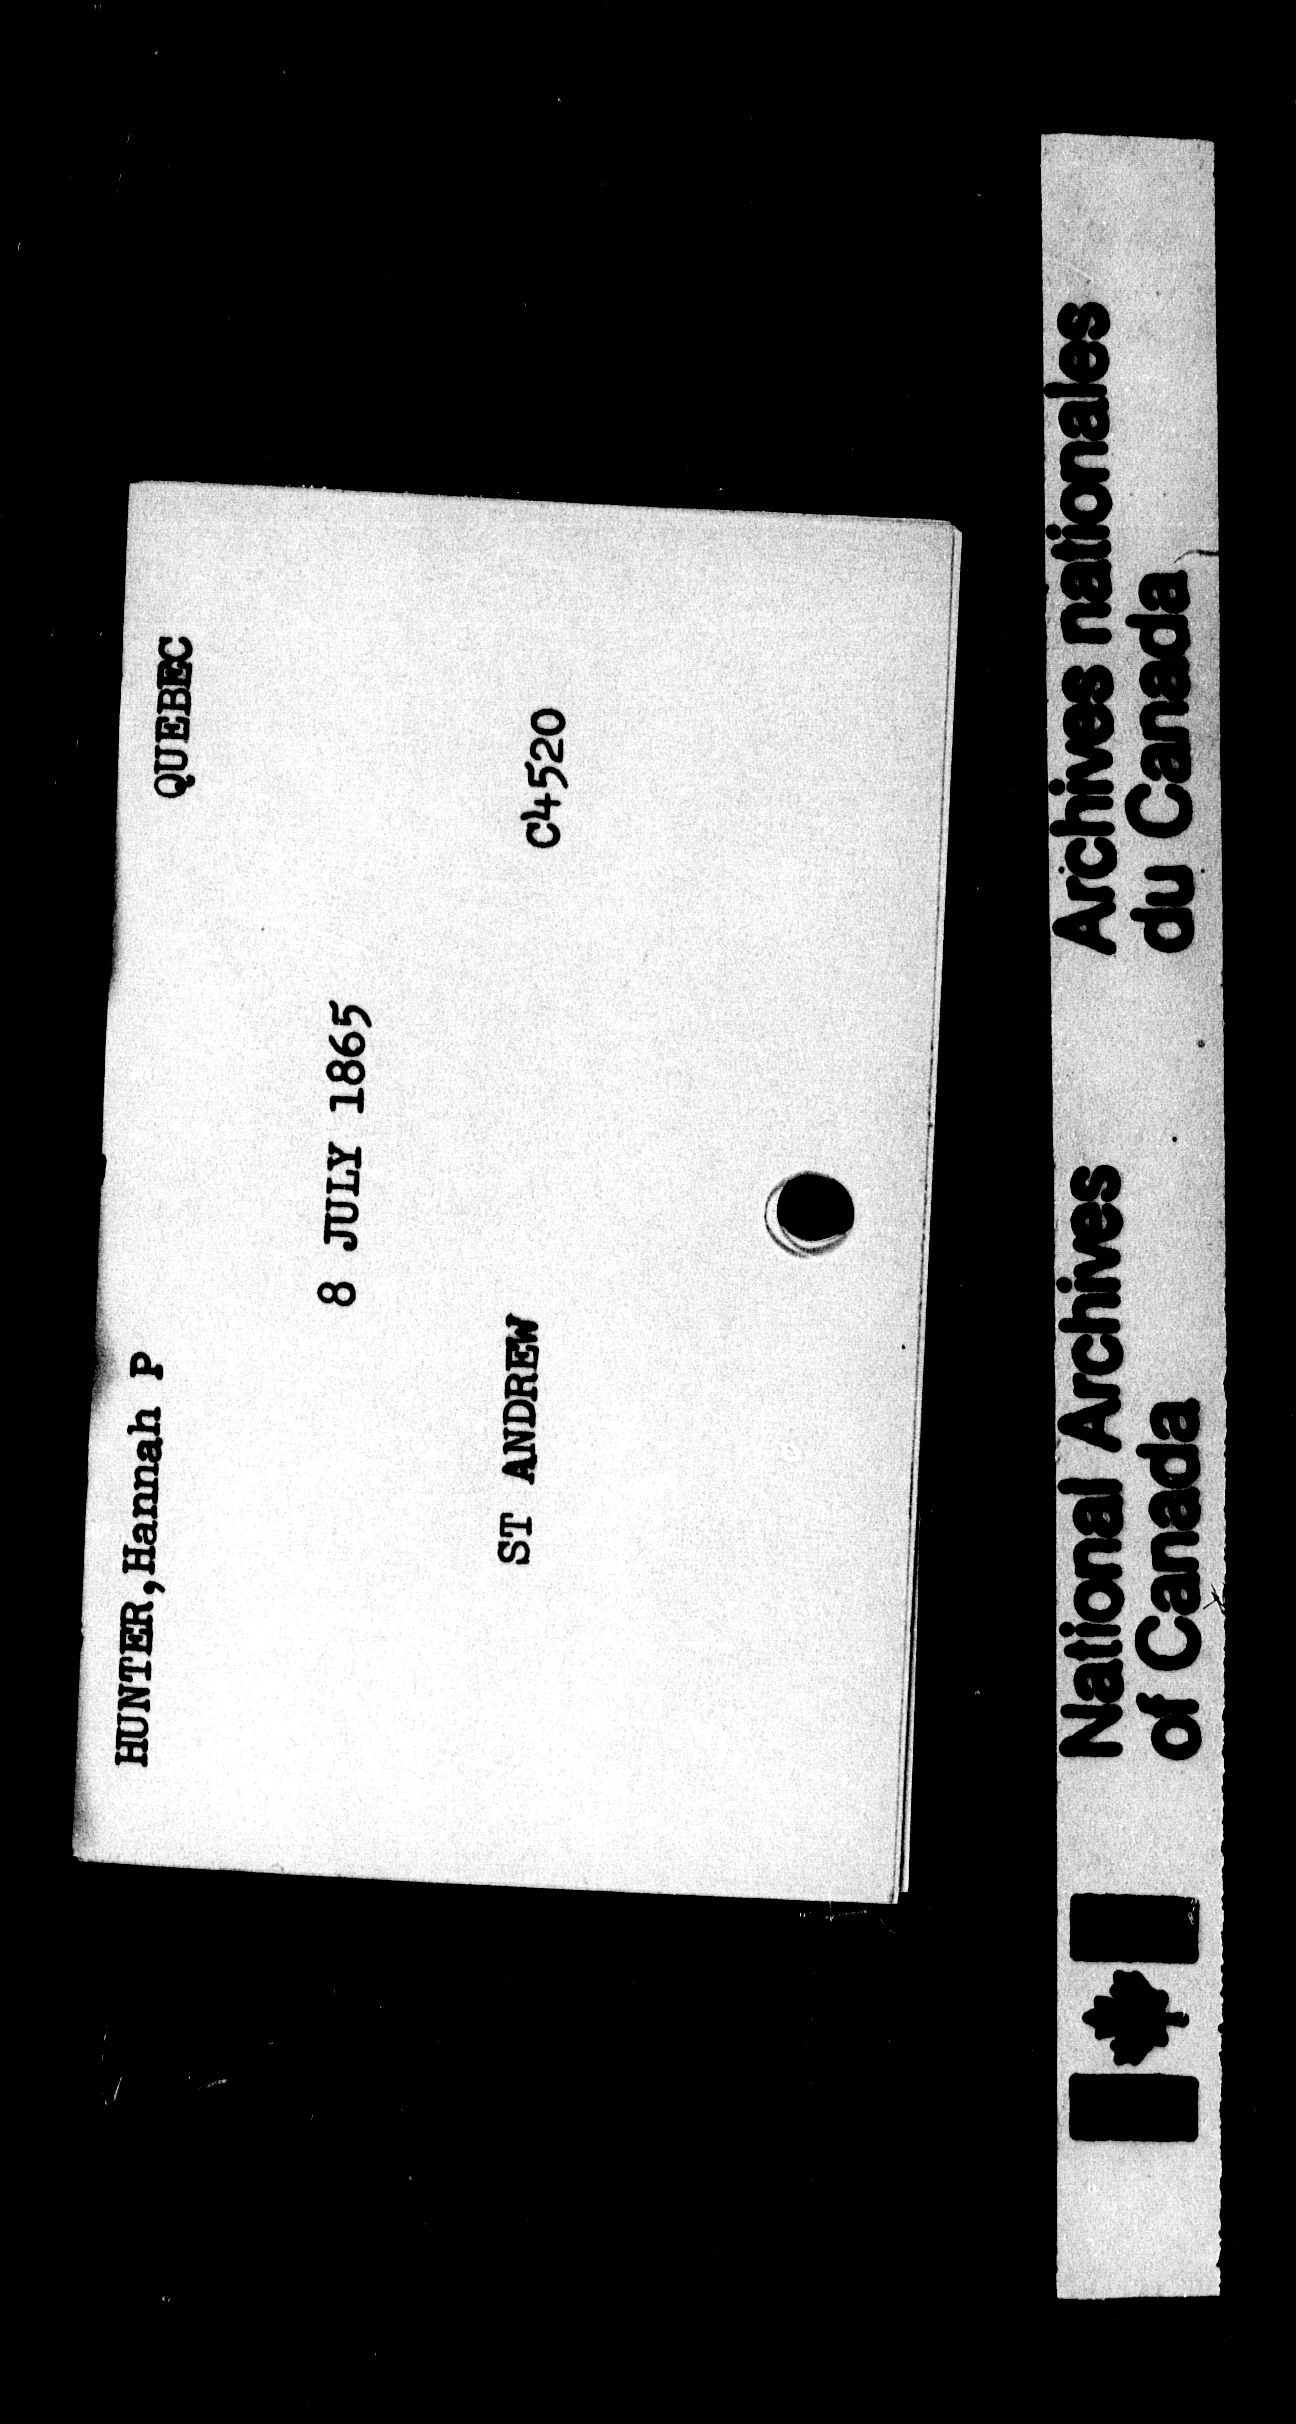 HUNTER,Hannah P QUEBEC
8 JULY 1865
ST ANDREW C4520
National Archives
of Canada
Archives nationales
du Canada